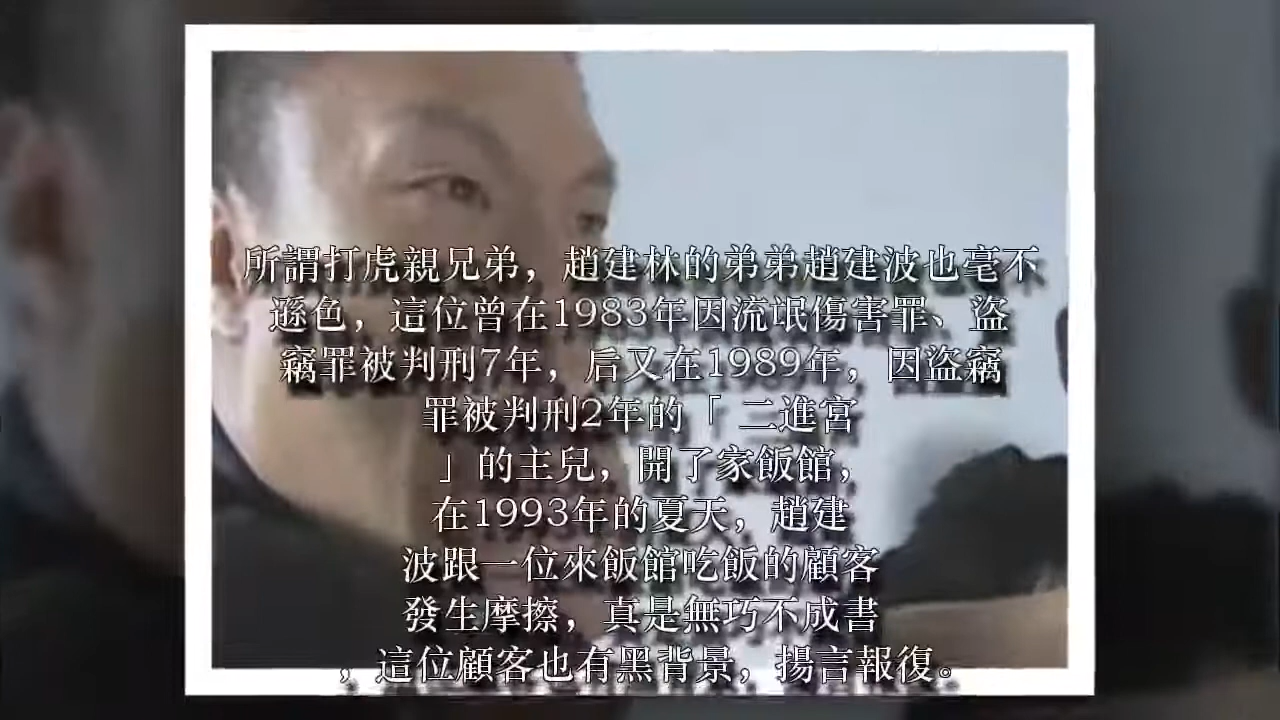 所謂打虎親兄弟，趙建林的弟弟趙建波也毫不
遜色，這位曾在1983年因流氓傷害罪、盜
竊罪被判刑7年，后又在1989年，因盜竊
罪被判刑2年的「 二進宮
」的主兒，開了家飯館，
在1993年的夏天，趙建
波跟一位來飯館吃飯的顧客
發生摩擦，真是無巧不成書
，這位顧客也有黑背景，揚言報復。